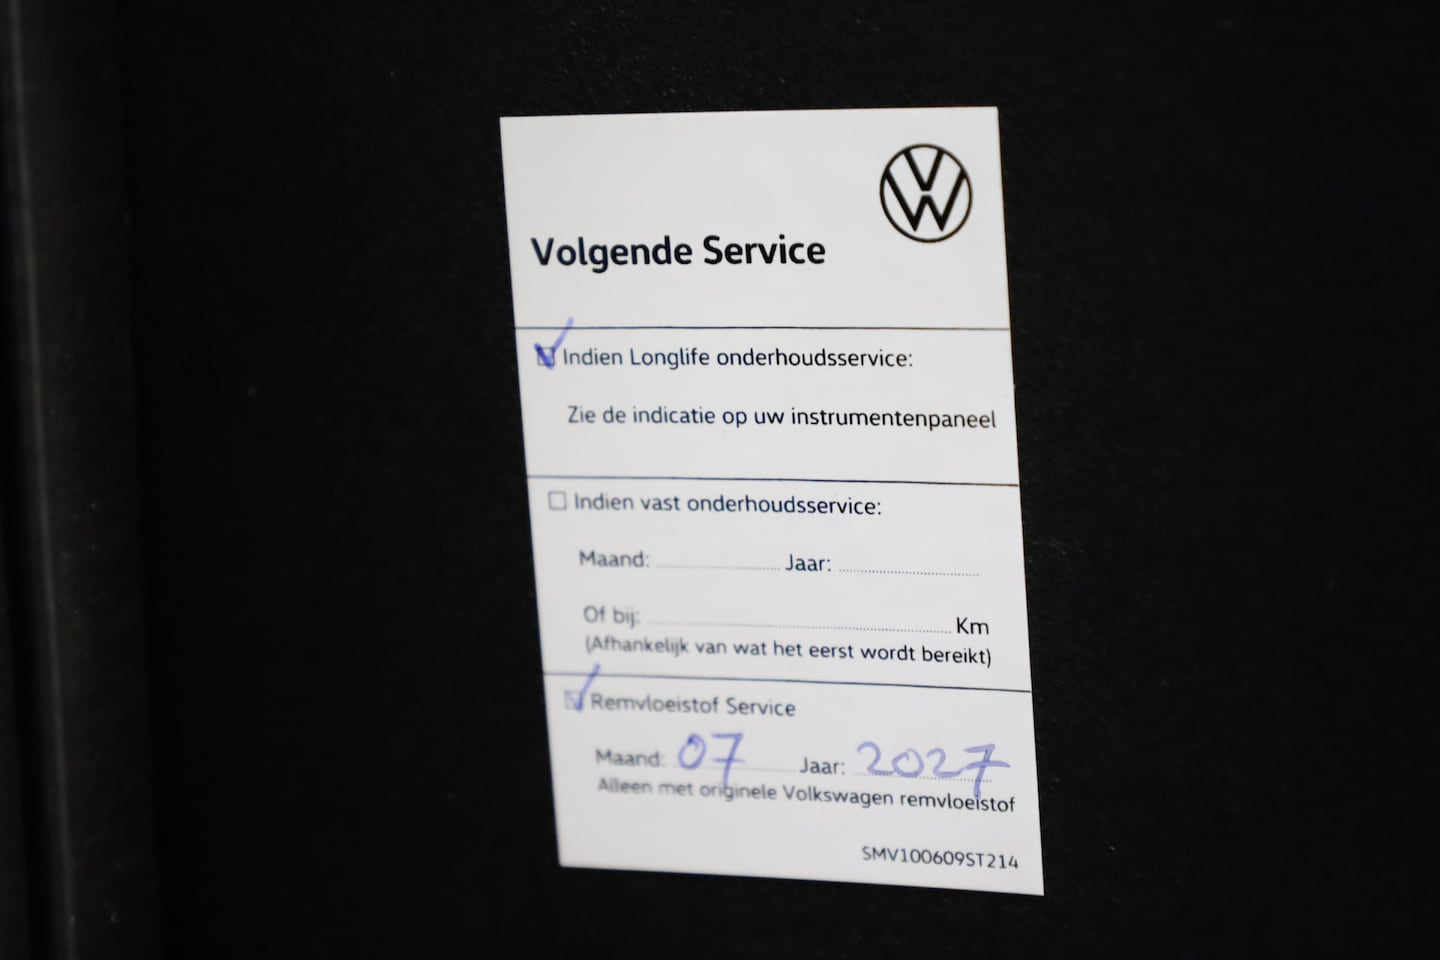 Volgende Service
Indien Longlife onderhoudsservice:
Zie de indicatie op uw instrumentenpaneel
Indien vast onderhoudsservice:
Maand: Jaar:
Of bij: Km
(Afhankelijk van wat het eerst wordt bereikt)
Remvloeistof Service
Maand: 07 Jaar: 2027
Alleen met originele Volkswagen remvloeistof
SMV100609ST214